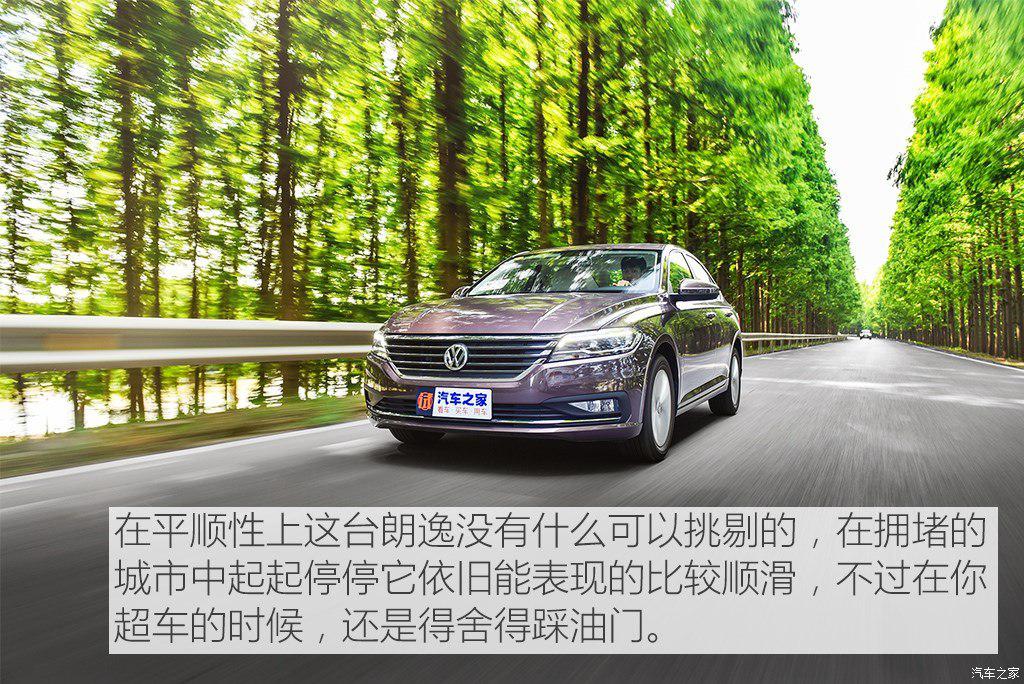 汽车之家
看车·买车·用车
在平顺性上这台朗逸没有什么可以挑剔的，在拥堵的
城市中起起停停它依旧能表现的比较顺滑，不过在你
超车的时候，还是得舍得踩油门。
汽车之家